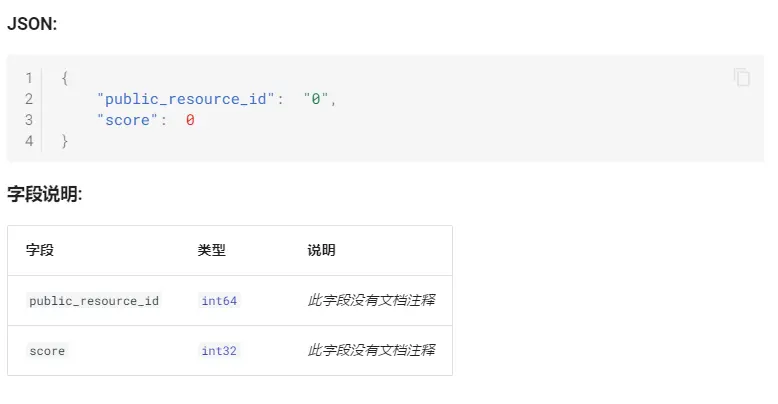 JSON:
1 {
2 "public_resource_id": "0",
3 "score": 0
4 }
字段说明:
字段 类型 说明
public_resource_id int64 此字段没有文档注释
score int32 此字段没有文档注释